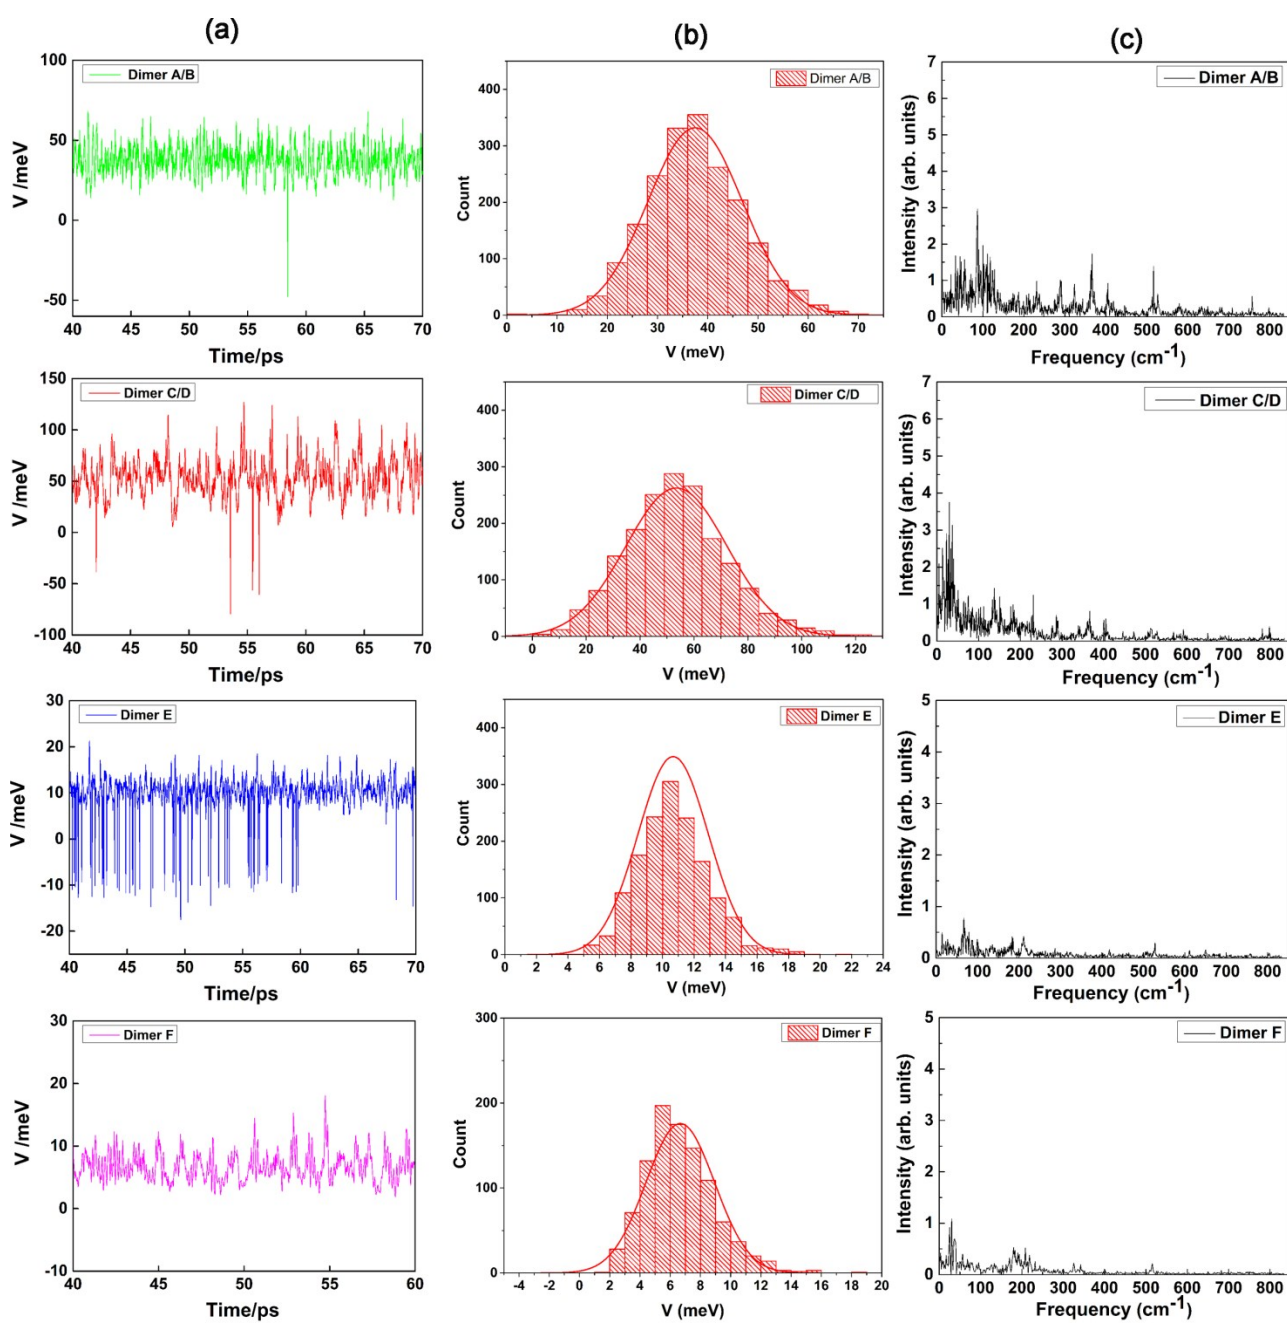 (a)
(b)
(c)
Dimer A/B
100
50
0
-50
V /meV
40 45 50 55 60 65 70
Time/ps
Dimer A/B
400
300
200
100
0
Count
0 10 20 30 40 50 60 70
V (meV)
Dimer A/B
7
6
5
4
3
2
1
0
Intensity (arb. units)
0 100 200 300 400 500 600 700 800
Frequency (cm-1)
Dimer C/D
150
100
50
0
-50
-100
V /meV
40 45 50 55 60 65 70
Time/ps
Dimer C/D
400
300
200
100
0
Count
0 20 40 60 80 100 120
V (meV)
Dimer C/D
7
6
5
4
3
2
1
0
Intensity (arb. units)
0 100 200 300 400 500 600 700 800
Frequency (cm-1)
Dimer E
30
20
10
0
-10
-20
V /meV
40 45 50 55 60 65 70
Time/ps
Dimer E
400
300
200
100
0
Count
0 2 4 6 8 10 12 14 16 18 20 22 24
V (meV)
Dimer E
5
4
3
2
1
0
Intensity (arb. units)
0 100 200 300 400 500 600 700 800
Frequency (cm-1)
Dimer F
30
20
10
0
-10
V /meV
40 45 50 55 60
Time/ps
Dimer F
300
200
100
0
Count
-4 -2 0 2 4 6 8 10 12 14 16 18 20
V (meV)
Dimer F
5
4
3
2
1
0
Intensity (arb. units)
0 100 200 300 400 500 600 700 800
Frequency (cm-1)